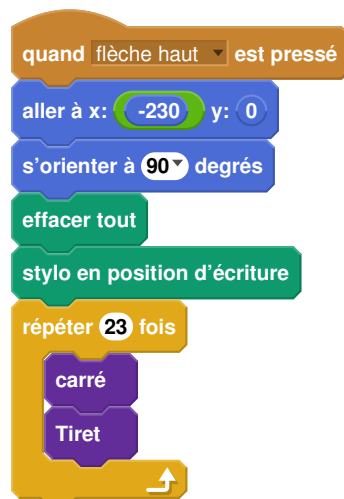 quand flèche haut est pressé
aller à x: -230 y: 0
s'orienter à 90 degrés
effacer tout
stylo en position d'écriture
répéter 23 fois
carré
Tiret